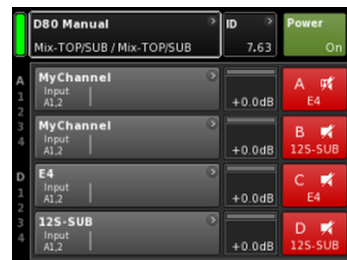 D80 Manual
Mix-TOP/SUB / Mix-TOP/SUB
ID
7.63
Power
On
A
1
2
3
4
D
1
2
3
4
MyChannel
Input
A1,2
+0.0dB
A
E4
MyChannel
Input
A1,2
+0.0dB
B
12S-SUB
E4
Input
A1,2
+0.0dB
C
E4
12S-SUB
Input
A1,2
+0.0dB
D
12S-SUB